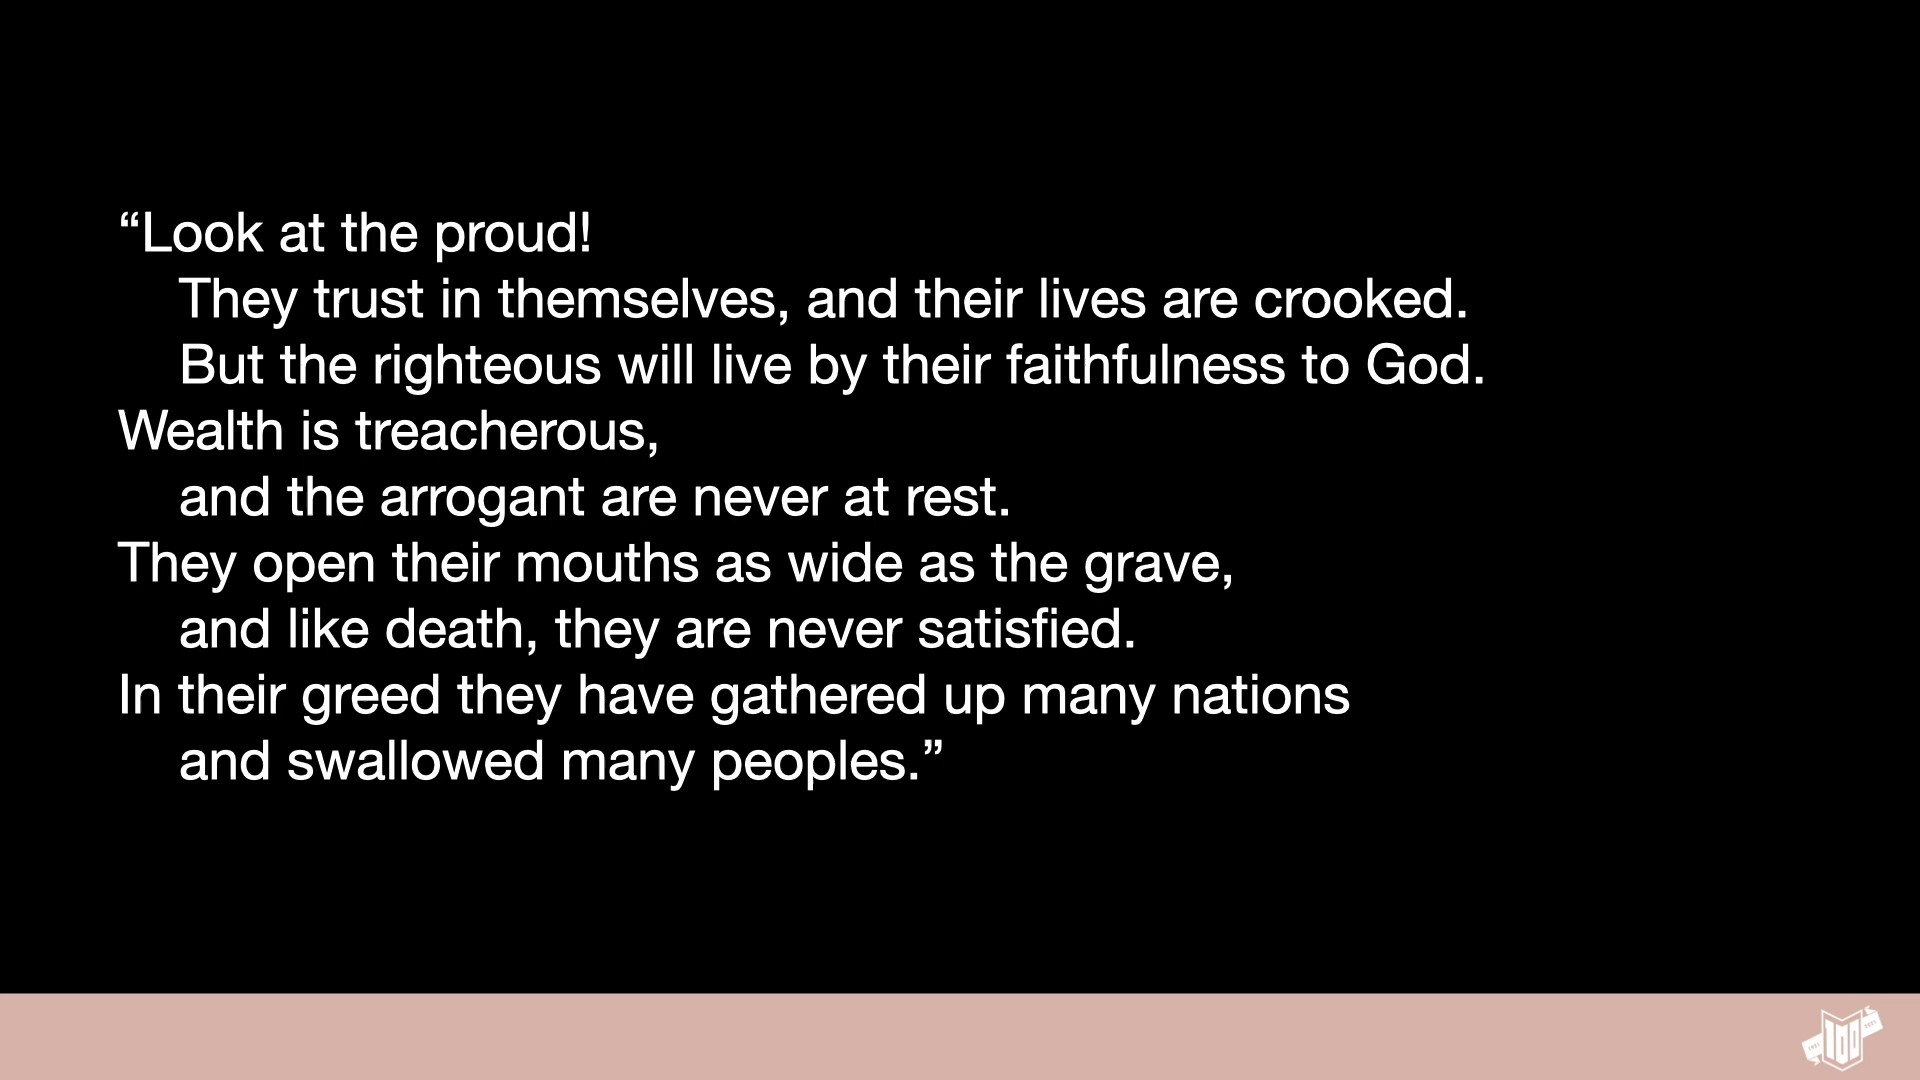 “Look at the proud!
They trust in themselves, and their lives are crooked.
But the righteous will live by their faithfulness to God.
Wealth is treacherous,
and the arrogant are never at rest.
They open their mouths as wide as the grave,
and like death, they are never satisfied.
In their greed they have gathered up many nations
and swallowed many peoples.”
100